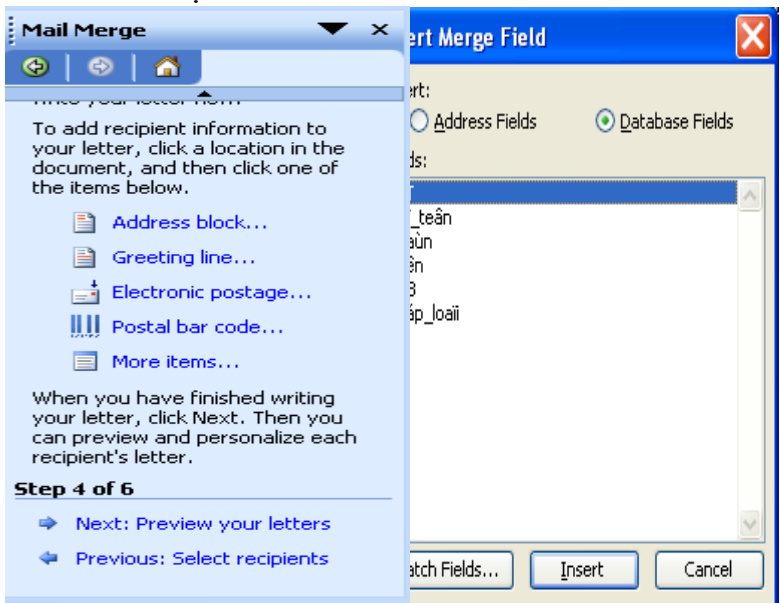 Mail Merge
To add recipient information to
your letter, click a location in the
document, and then click one of
the items below.
Address block...
Greeting line...
Electronic postage...
Postal bar code...
More items...
When you have finished writing
your letter, click Next. Then you
can preview and personalize each
recipient's letter.
Step 4 of 6
Next: Preview your letters
Previous: Select recipients
ert Merge Field
ert:
Address Fields
Database Fields
ds:
_teân
aùn
ên
áp_loaïi
atch Fields...
Insert
Cancel